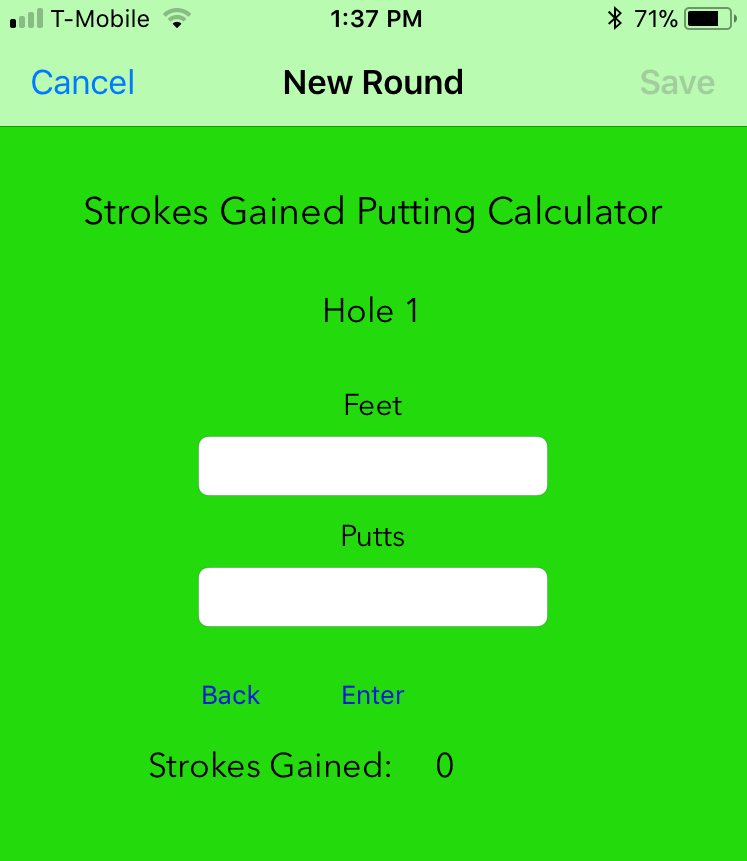 T-Mobile 1:37 PM 71%
Cancel New Round Save
Strokes Gained Putting Calculator
Hole 1
Feet
Putts
Back Enter
Strokes Gained: 0